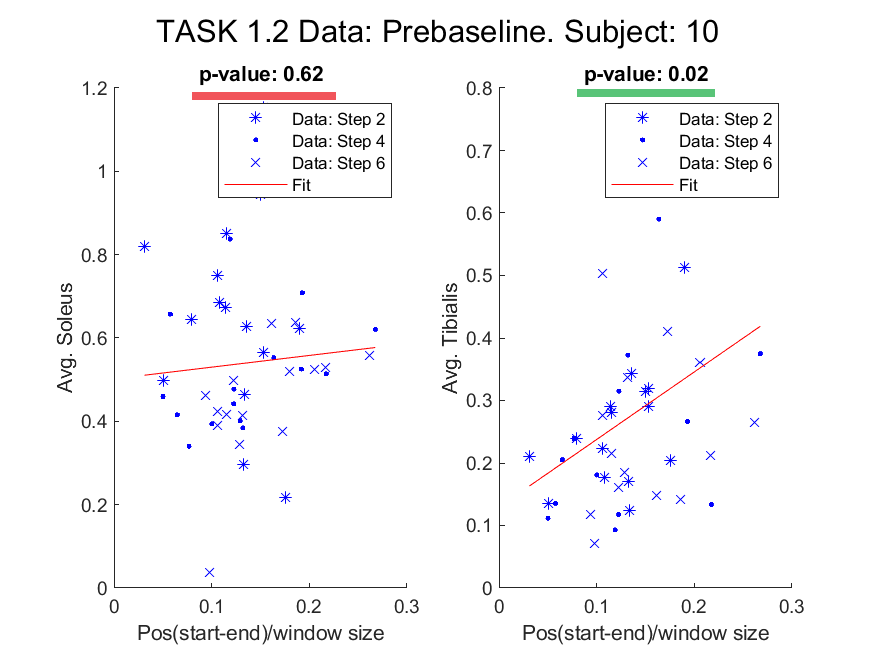 TASK 1.2 Data: Prebaseline. Subject: 10
p-value: 0.62
Data: Step 2
Data: Step 4
Data: Step 6
Fit
1.2
1
0.8
0.6
0.4
0.2
0
Avg. Soleus
0
0.1
0.2
0.3
Pos(start-end)/window size
p-value: 0.02
Data: Step 2
Data: Step 4
Data: Step 6
Fit
0.8
0.7
0.6
0.5
0.4
0.3
0.2
0.1
0
Avg. Tibialis
0
0.1
0.2
0.3
Pos(start-end)/window size